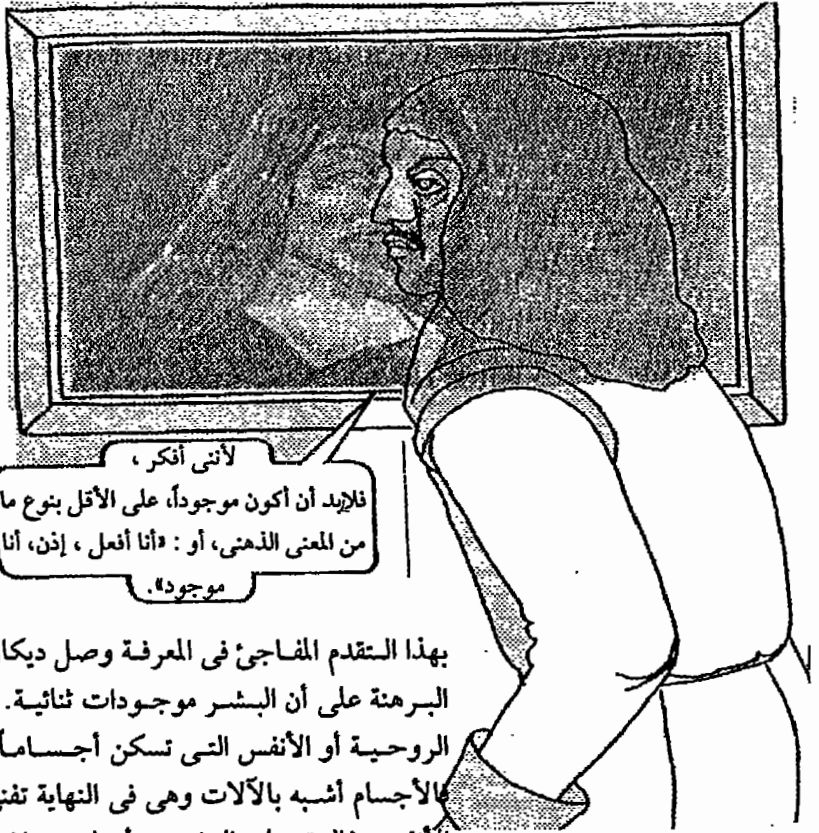 لأننى أفكر ،
فلابد أن أكون موجوداً، على الأقل بنوع ما
من المعنى الذهنى، أو : «أنا أفعل ، إذن، أنا
موجود».
بهذا التقدم المفاجئ فى المعرفة وصل ديكا
البرهنة على أن البشر موجودات ثنائية.
الروحية أو الأنفس التى تسكن أجساماً
فالأجسام أشبه بالآلات وهى فى النهاية تفنى